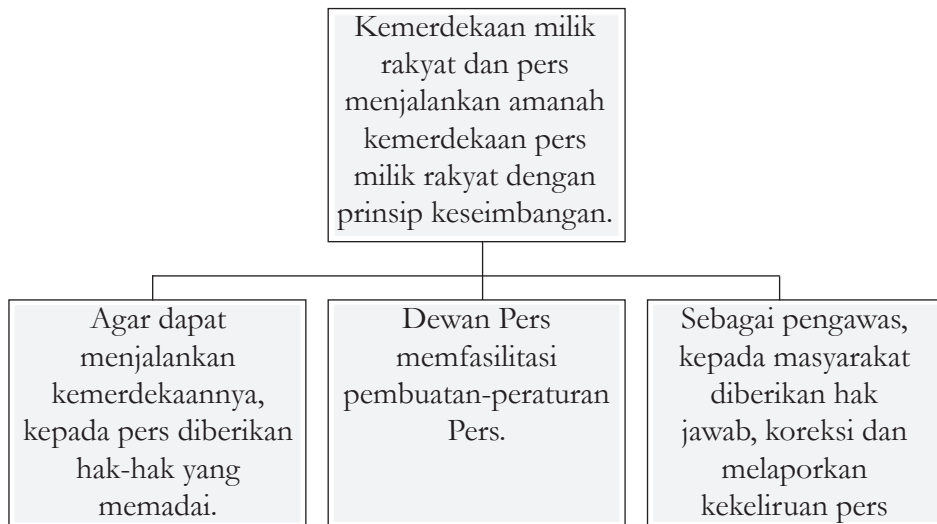 Kemerdekaan milik
rakyat dan pers
menjalankan amanah
kemerdekaan pers
milik rakyat dengan
prinsip keseimbangan.
Agar dapat
menjalankan
kemerdekaannya,
kepada pers diberikan
hak-hak yang
memadai.
Dewan Pers
memfasilitasi
pembuatan-peraturan
Pers.
Sebagai pengawas,
kepada masyarakat
diberikan hak
jawab, koreksi dan
melaporkan
kekeliruan pers